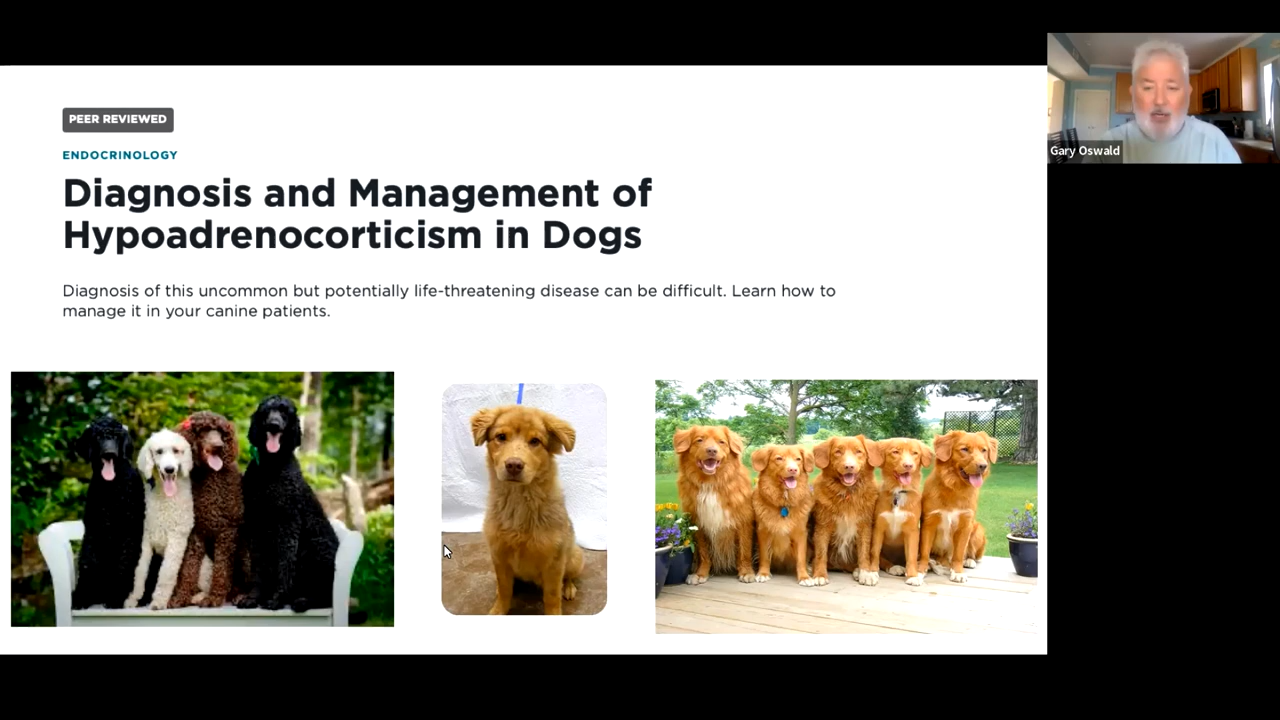 PEER REVIEWED
ENDOCRINOLOGY
Diagnosis and Management of
Hypoadrenocorticism in Dogs
Diagnosis of this uncommon but potentially life-threatening disease can be difficult. Learn how to
manage it in your canine patients.
Gary Oswald